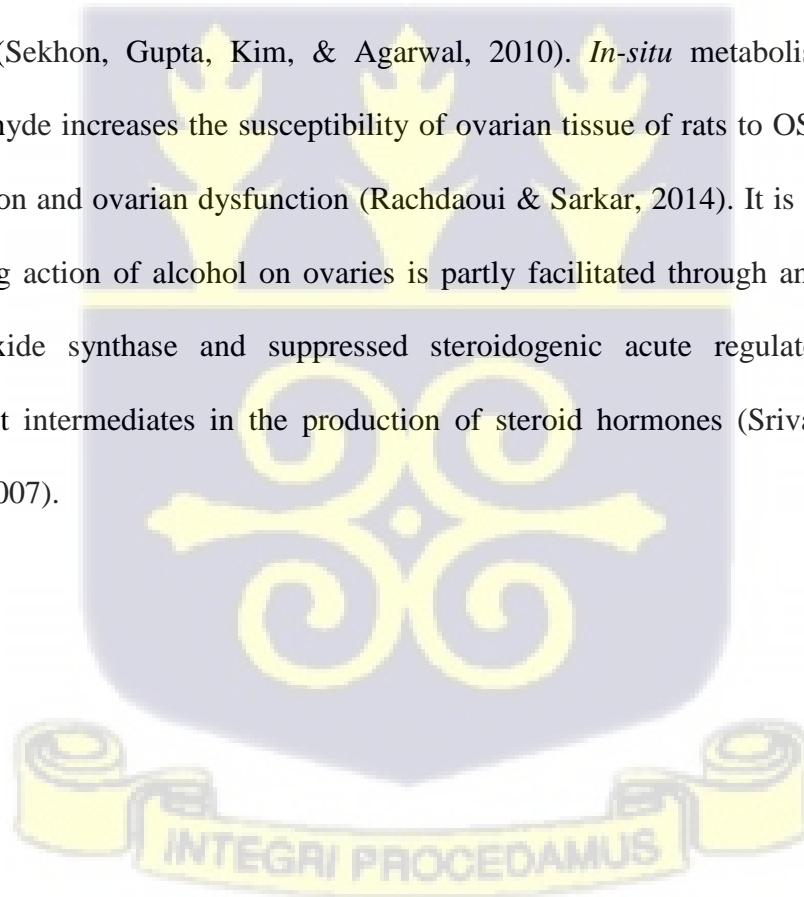 (Sekhon, Gupta, Kim, & Agarwal, 2010). In-situ metabolis
hyde increases the susceptibility of ovarian tissue of rats to OS
ion and ovarian dysfunction (Rachdaoui & Sarkar, 2014). It is
g action of alcohol on ovaries is partly facilitated through an
xide synthase and suppressed steroidogenic acute regulat
t intermediates in the production of steroid hormones (Sriva
007).
INTEGRI PROCEDAMUS